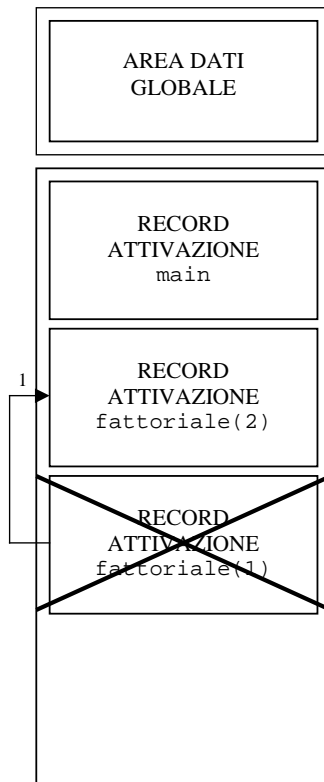 AREA DATI
GLOBALE
RECORD
ATTIVAZIONE
main
1
RECORD
ATTIVAZIONE
fattoriale(2)
RECORD
ATTIVAZIONE
fattoriale(1)